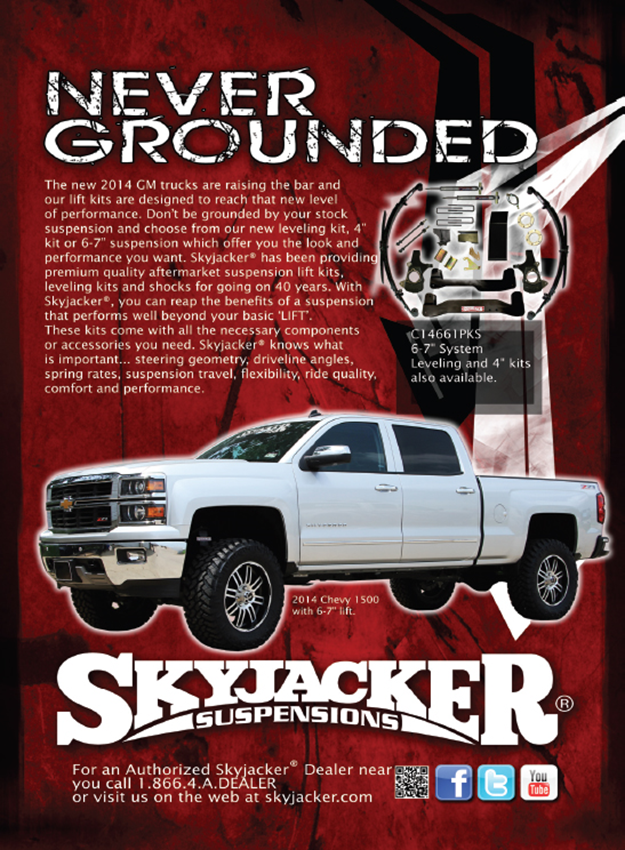 NEVER
GROUNDED
The new 2014 GM trucks are raising the bar and
our lift kits are designed to reach that new level
of performance. Don't be grounded by your stock
suspension and choose from our new leveling kit, 4"
kit or 6-7" suspension which offer you the look and
performance you want. Skyjacker® has been providing
premium quality aftermarket suspension lift kits,
leveling kits and shocks for going on 40 years. With
Skyjacker®, you can reap the benefits of a suspension
that performs well beyond your basic 'LIFT'.
These kits come with all the necessary components
or accessories you need. Skyjacker® knows what
is important... steering geometry, driveline angles,
spring rates, suspension travel, flexibility, ride quality,
comfort and performance.
C14661PKS
6-7" System
Leveling and 4" kits
also available.
2014 Chevy 1500
with 6-7" lift.
SKYJACKER®
SUSPENSIONS
For an Authorized Skyjacker® Dealer near
you call 1.866.4.A.DEALER
or visit us on the web at skyjacker.com
f
t
You
Tube